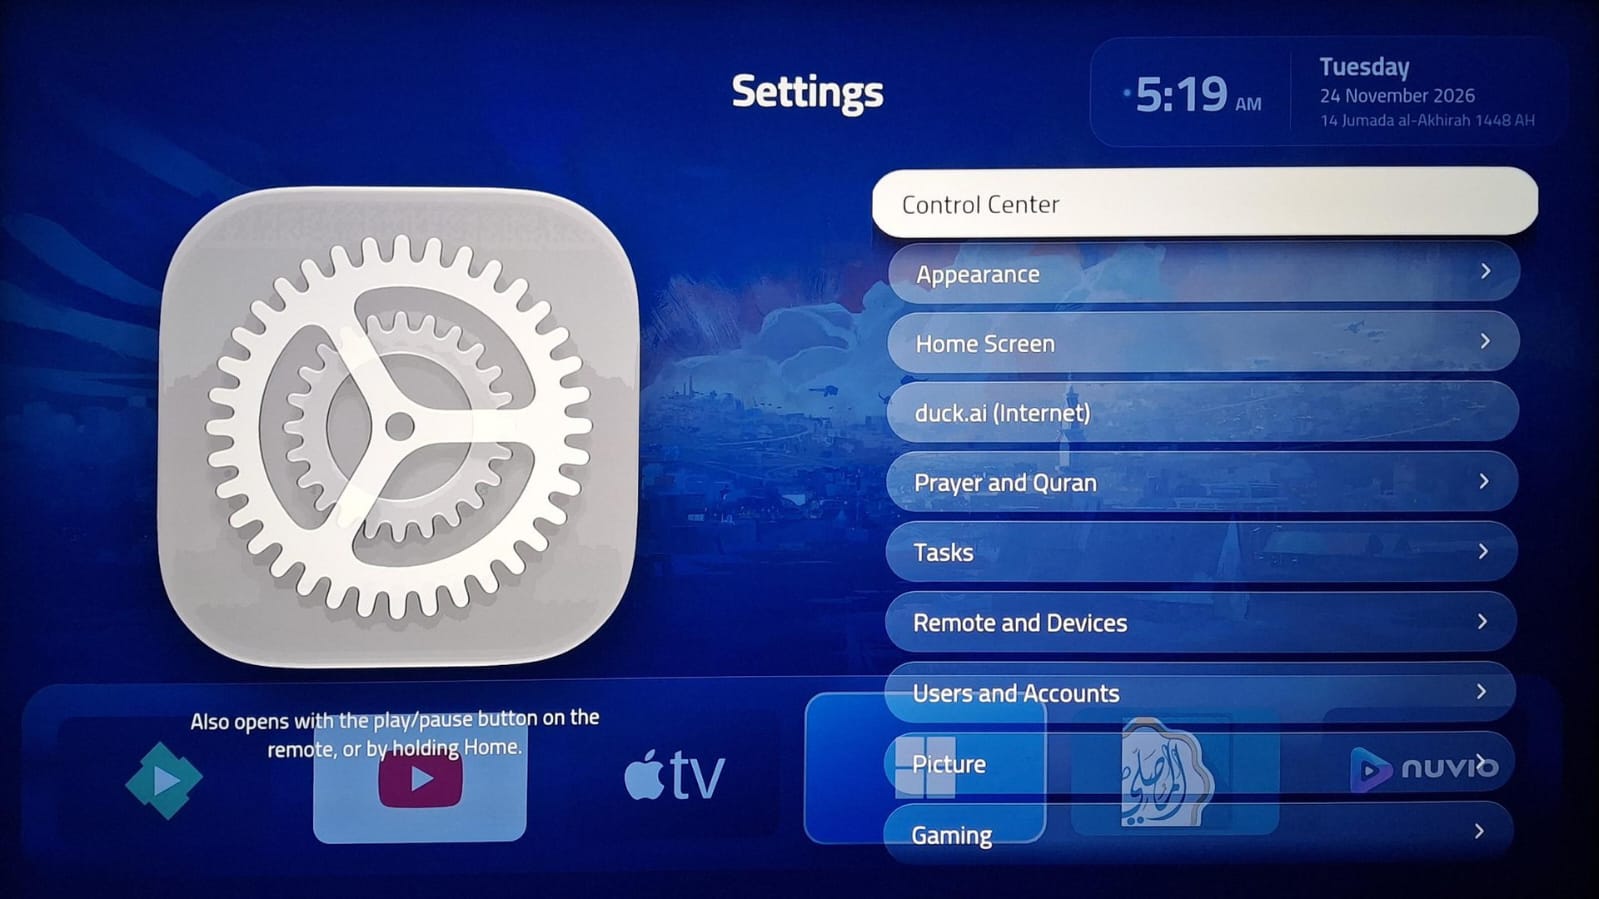 Settings
5:19 AM
Tuesday
24 November 2026
14 Jumada al-Akhirah 1448 AH
Control Center
Appearance
Home Screen
duck.ai (Internet)
Prayer and Quran
Tasks
Remote and Devices
Users and Accounts
Picture
Gaming
Also opens with the play/pause button on the
remote, or by holding Home.
tv
nuvio